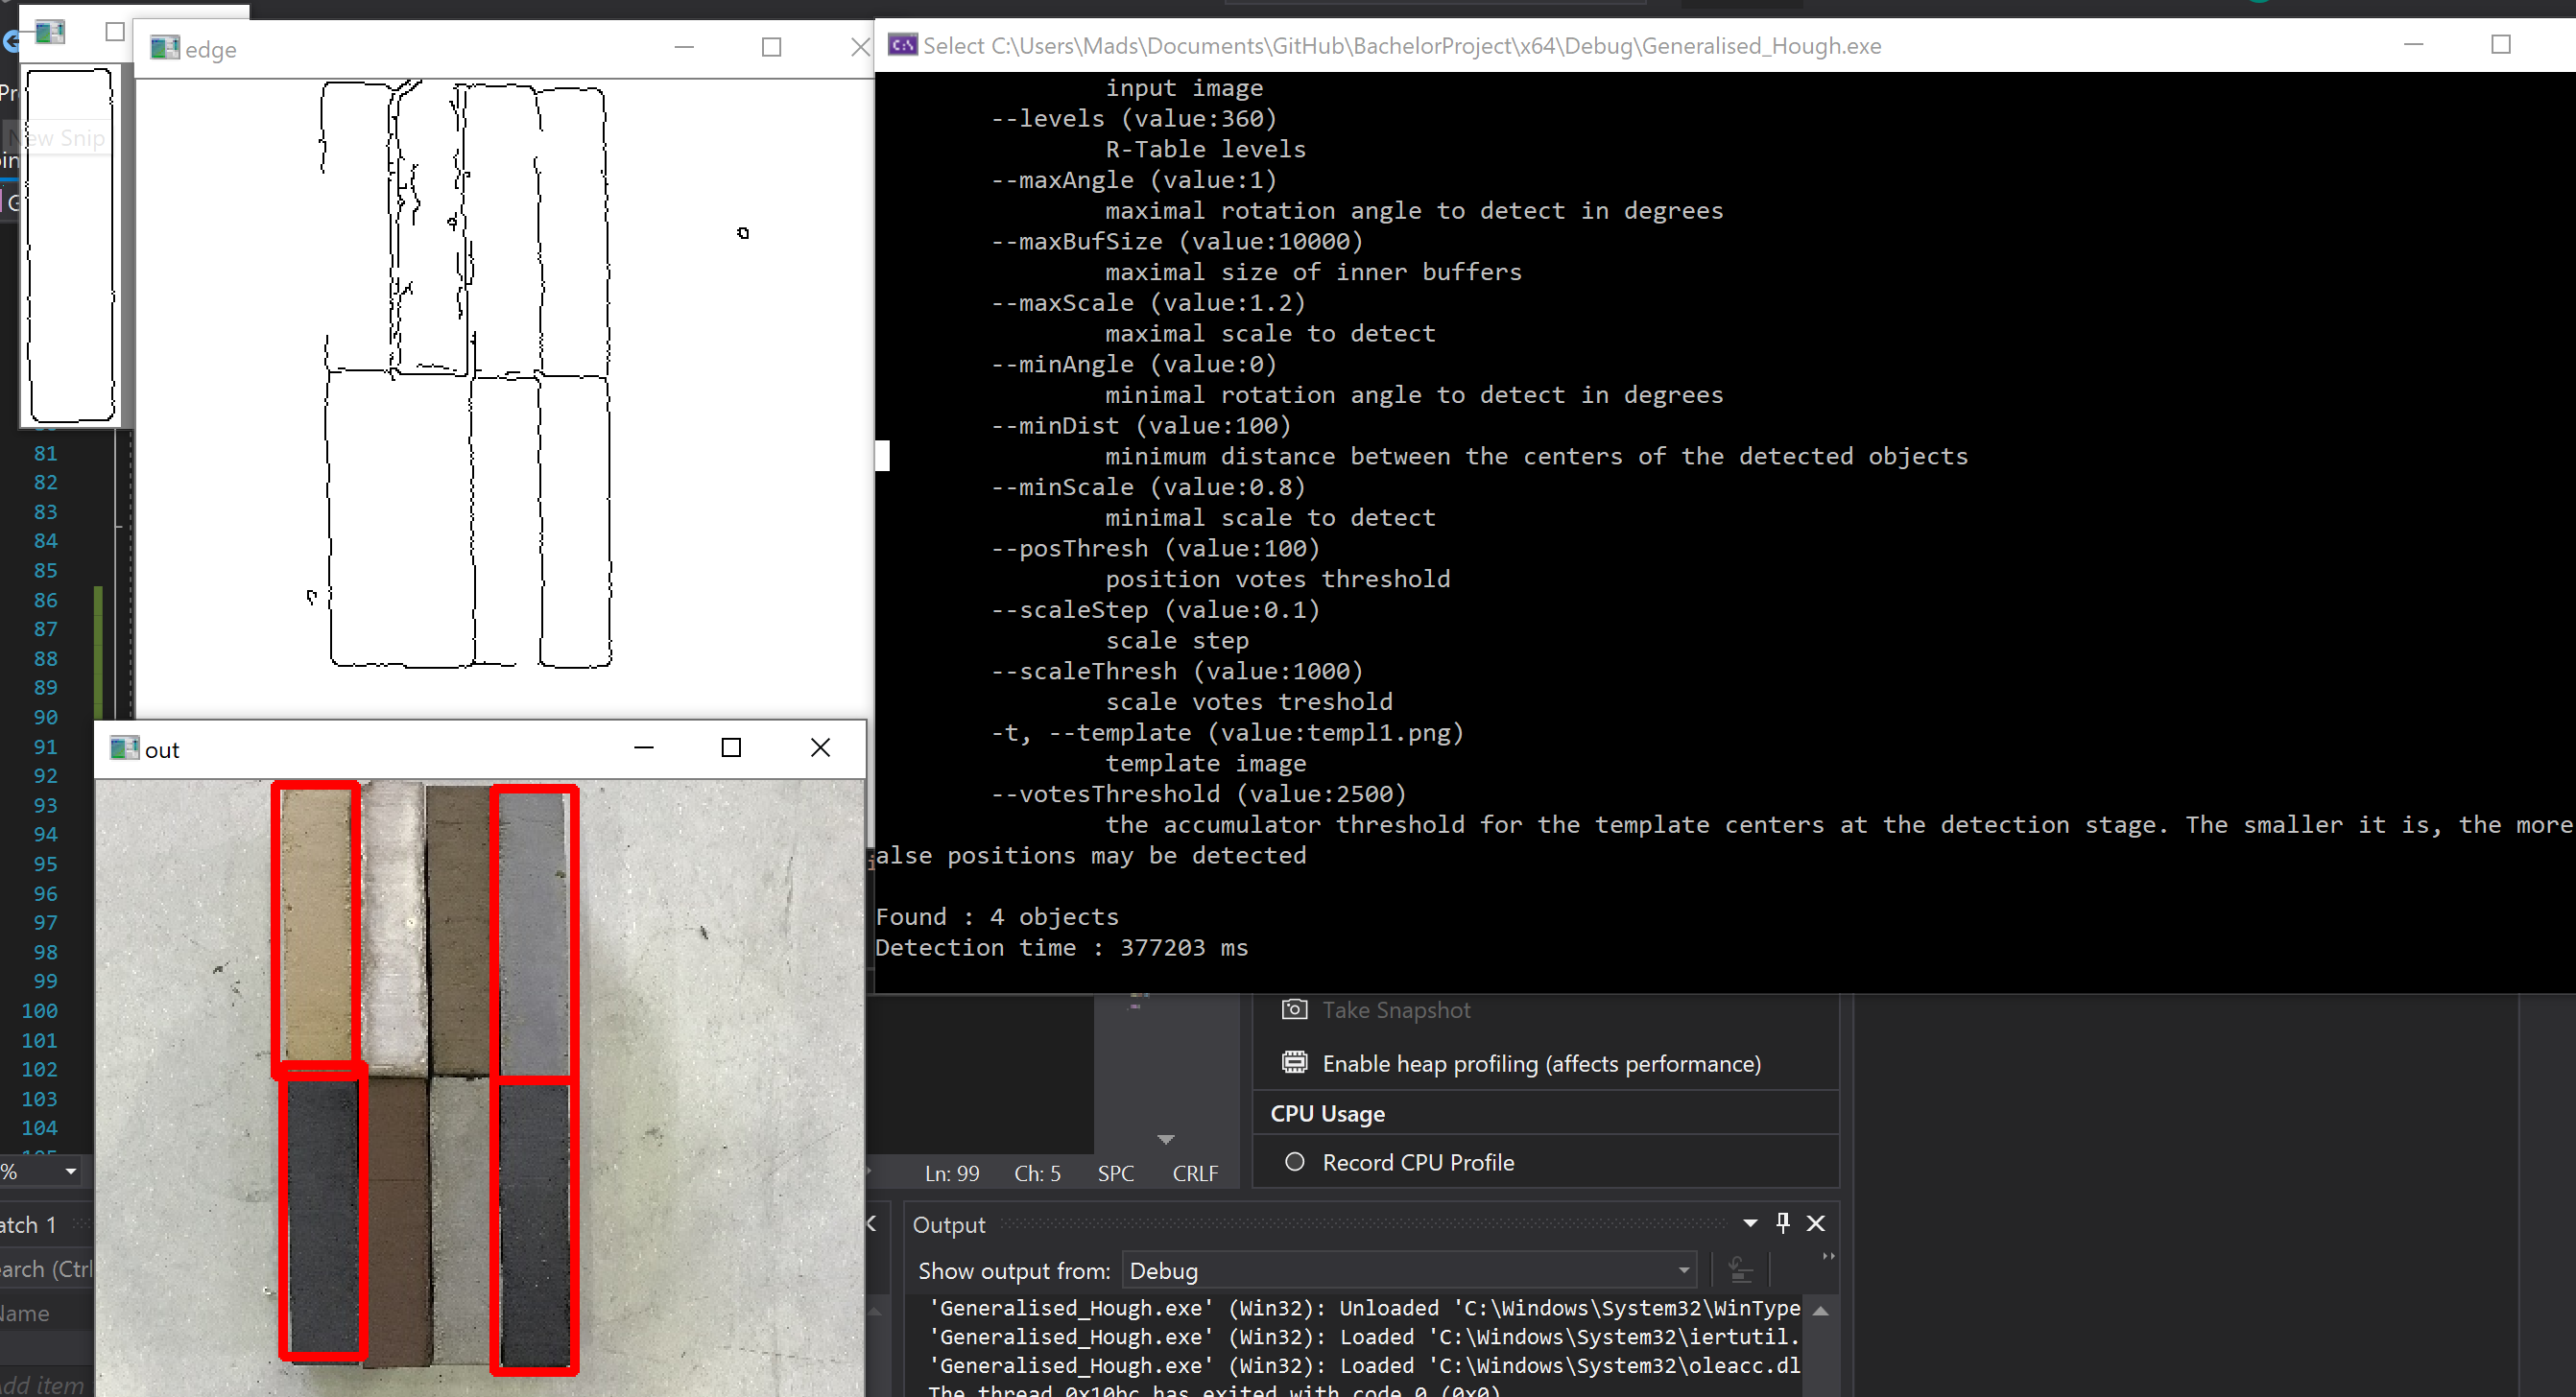 edge
Select C:\Users\Mads\Documents\GitHub\BachelorProject\x64\Debug\Generalised_Hough.exe
New Snip
input image
--levels (value:360)
R-Table levels
--maxAngle (value:1)
maximal rotation angle to detect in degrees
--maxBufSize (value:10000)
maximal size of inner buffers
--maxScale (value:1.2)
maximal scale to detect
--minAngle (value:0)
minimal rotation angle to detect in degrees
--minDist (value:100)
minimum distance between the centers of the detected objects
--minScale (value:0.8)
minimal scale to detect
--posThresh (value:100)
position votes threshold
--scaleStep (value:0.1)
scale step
--scaleThresh (value:1000)
scale votes treshold
-t, --template (value:templ1.png)
template image
--votesThreshold (value:2500)
the accumulator threshold for the template centers at the detection stage. The smaller it is, the more
alse positions may be detected
Found : 4 objects
Detection time : 377203 ms
81
82
83
84
85
86
87
88
89
90
91
92
93
94
95
96
97
98
99
100
101
102
103
104
out
Take Snapshot
Enable heap profiling (affects performance)
CPU Usage
Record CPU Profile
%
Ln: 99 Ch: 5 SPC CRLF
atch 1
earch (Ctrl
Name
Add item
Output
Show output from: Debug
'Generalised_Hough.exe' (Win32): Unloaded 'C:\Windows\System32\WinType
'Generalised_Hough.exe' (Win32): Loaded 'C:\Windows\System32\iertutil.
'Generalised_Hough.exe' (Win32): Loaded 'C:\Windows\System32\oleacc.dl
The thread 0x10bc has exited with code 0 (0x0).